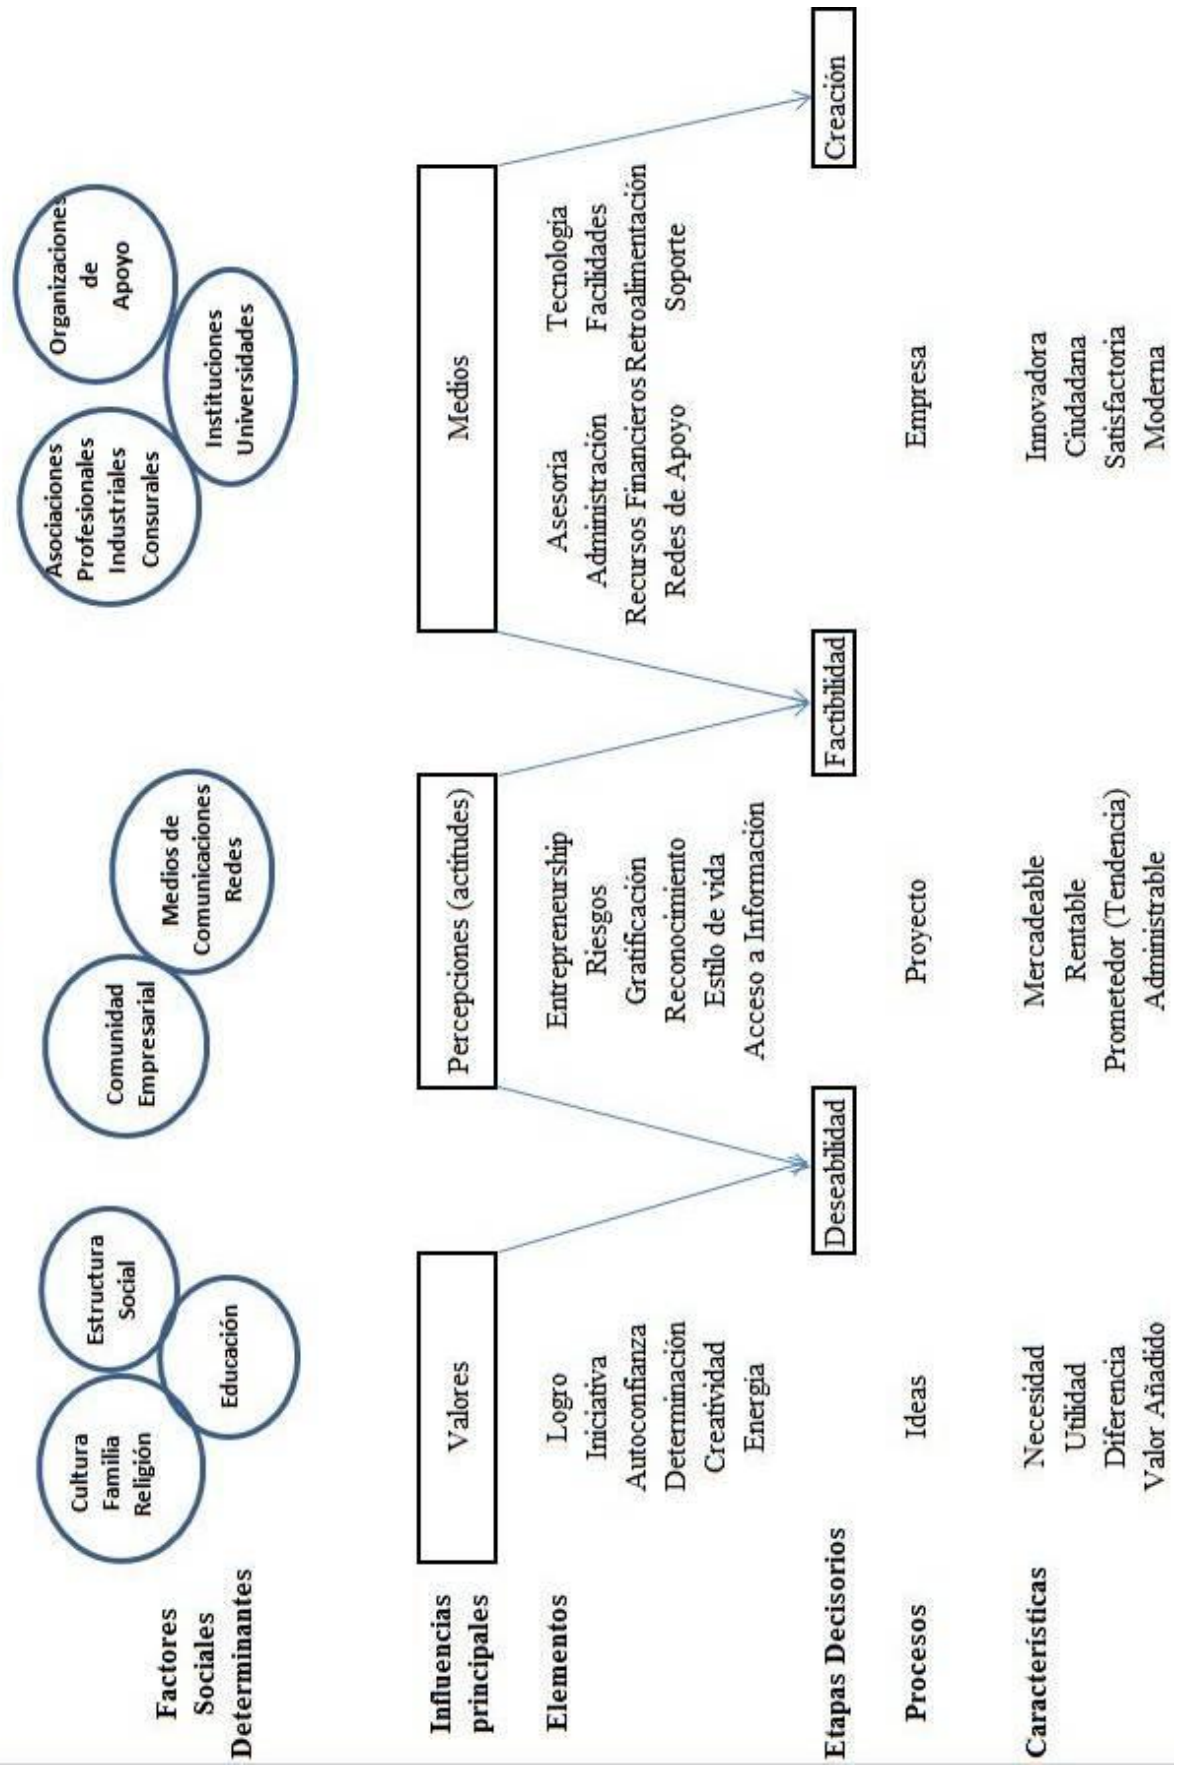 Factores
Sociales
Determinantes
Cultura
Familia
Religión
Estructura
Social
Educación
Comunidad
Empresarial
Medios de
Comunicaciones
Redes
Asociaciones
Profesionales
Industriales
Consurales
Organizaciones
de
Apoyo
Instituciones
Universidades
Influencias
principales
Valores
Percepciones (actitudes)
Medios
Elementos
Logro
Iniciativa
Autoconfianza
Determinación
Creatividad
Energia
Entrepreneurship
Riesgos
Gratificación
Reconocimiento
Estilo de vida
Acceso a Información
Asesoria
Administración
Recursos Financieros
Redes de Apoyo
Tecnologia
Facilidades
Retroalimentación
Soporte
Etapas Decisorios
Deseabilidad
Factibilidad
Creación
Procesos
Ideas
Proyecto
Empresa
Características
Necesidad
Utilidad
Diferencia
Valor Añadido
Mercadeable
Rentable
Prometedor (Tendencia)
Administrable
Innovadora
Ciudadana
Satisfactoria
Moderna